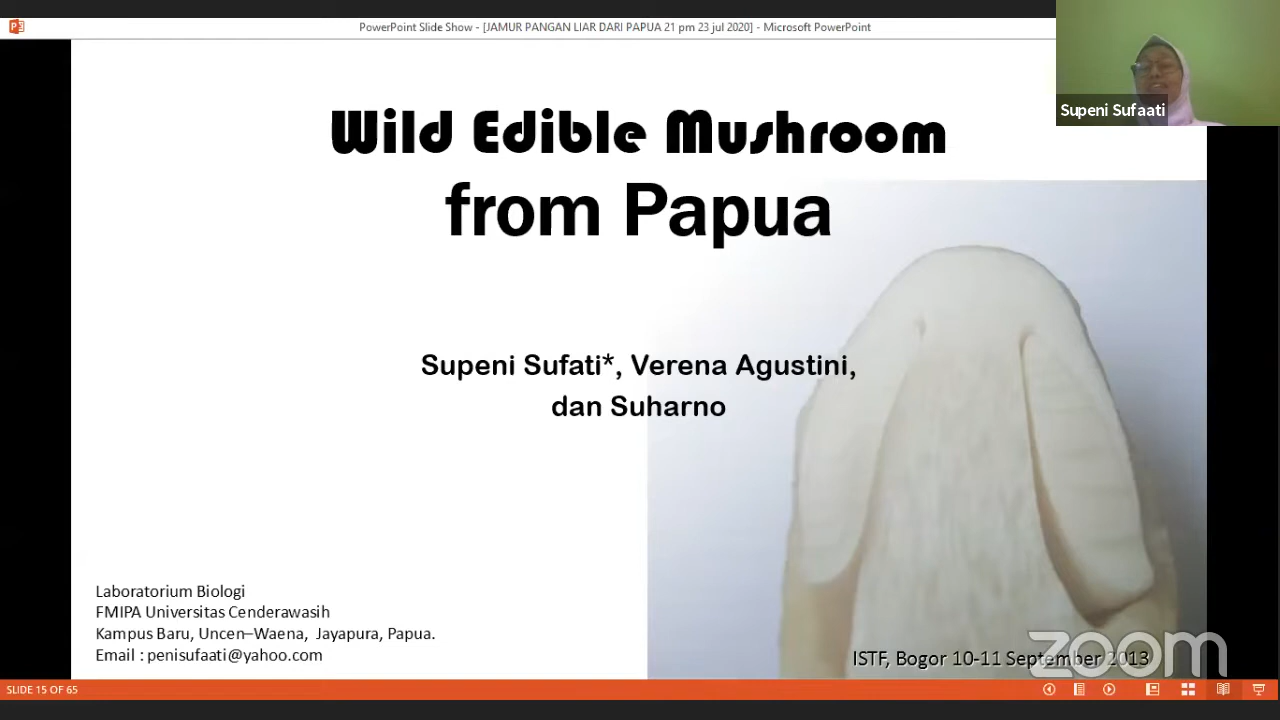 PowerPoint Slide Show - [JAMUR PANGAN LIAR DARI PAPUA 21 pm 23 jul 2020] - Microsoft PowerPoint
Supeni Sufaati
Wild Edible Mushroom
from Papua
Supeni Sufati*, Verena Agustini,
dan Suharno
Laboratorium Biologi
FMIPA Universitas Cenderawasih
Kampus Baru, Uncen–Waena, Jayapura, Papua.
Email : penisufaati@yahoo.com
ISTF, Bogor 10-11 September 2013
zoom
SLIDE 15 OF 65